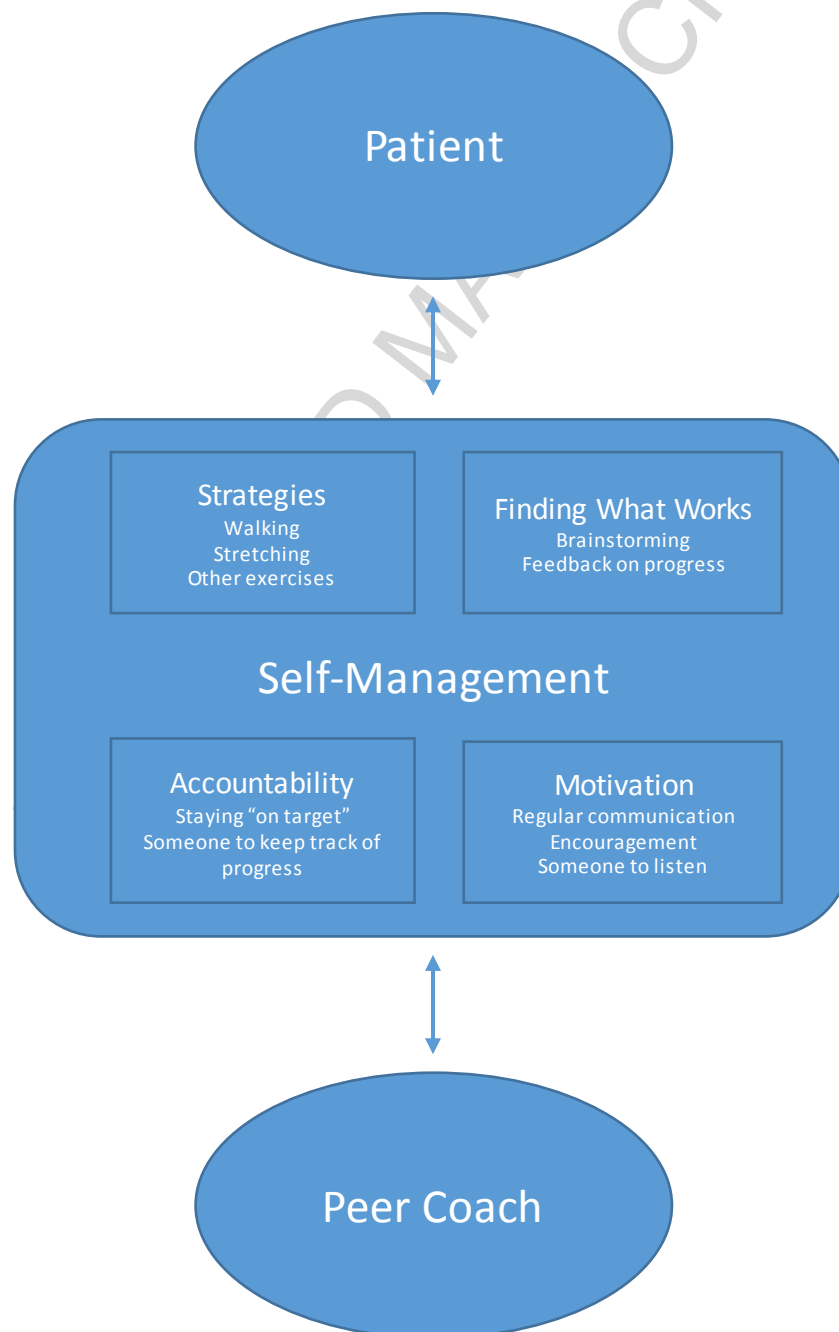 Patient
Strategies
Walking
Stretching
Other exercises
Finding What Works
Brainstorming
Feedback on progress
Self-Management
Accountability
Staying “on target”
Someone to keep track of
progress
Motivation
Regular communication
Encouragement
Someone to listen
Peer Coach